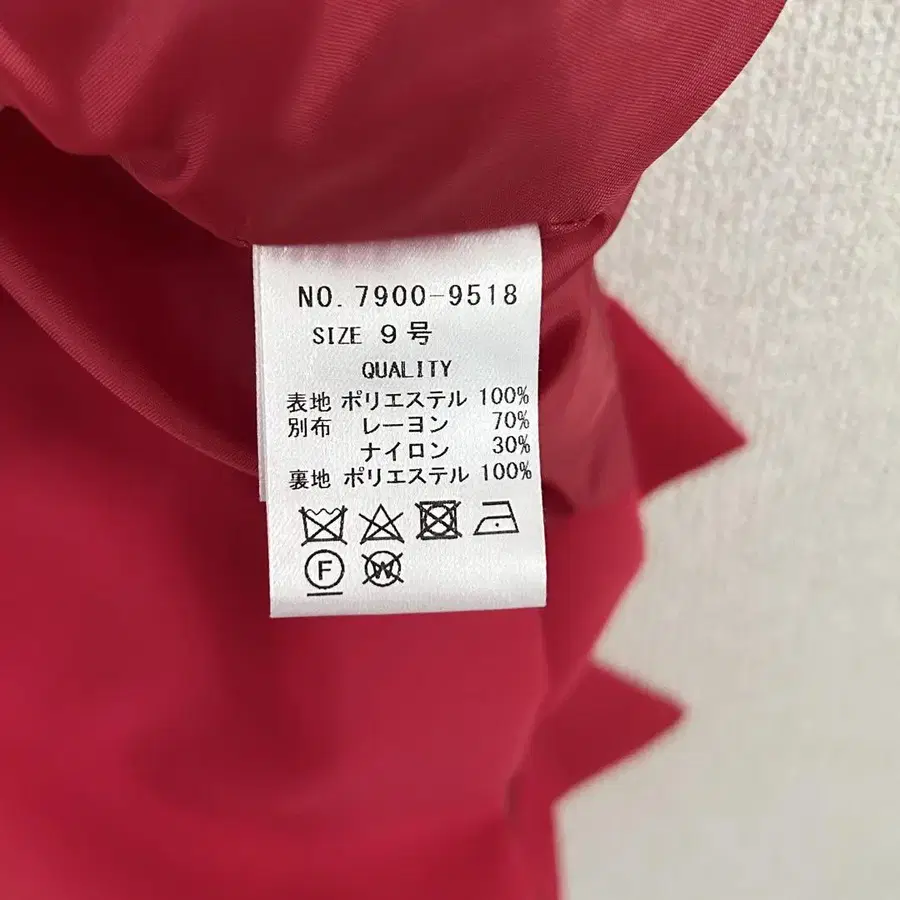 NO. 7900-9518
SIZE 9号
QUALITY
表地 ポリエステル 100%
別布 レーヨン 70%
ナイロン 30%
裏地 ポリエステル 100%
F W